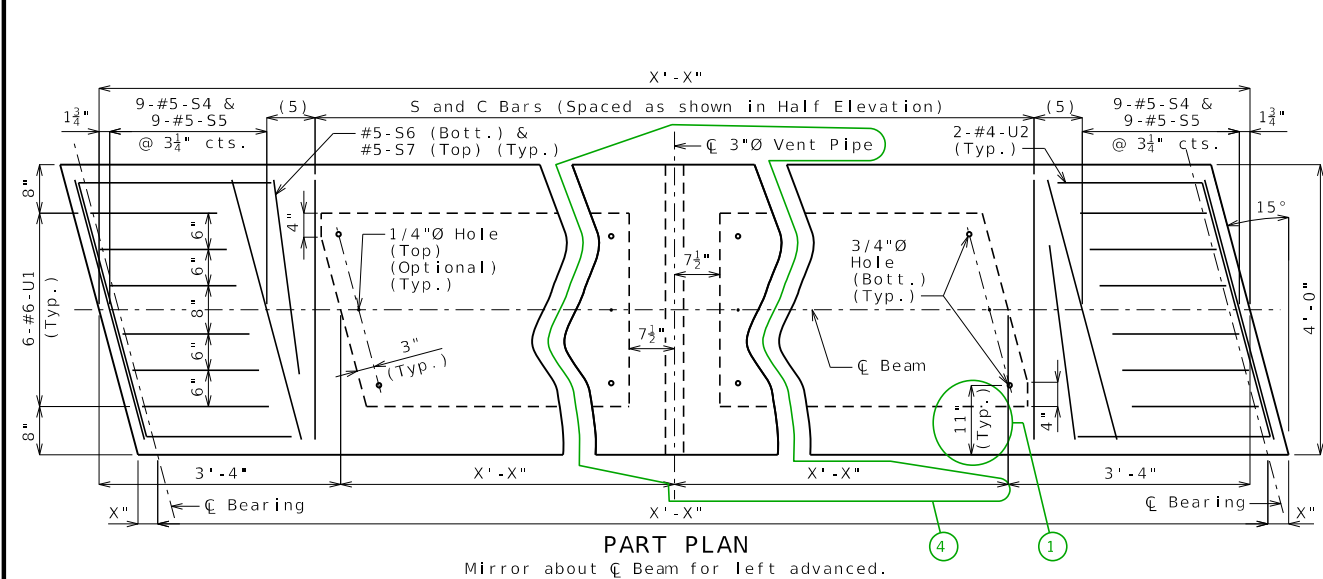 X'-X"
9-#5-S4 &
9-#5-S5
@ 3¼" cts.
1¾"
(5)
S and C Bars (Spaced as shown in Half Elevation)
(5)
9-#5-S4 &
9-#5-S5
@ 3¼" cts.
1¾"
#5-S6 (Bott.) &
#5-S7 (Top) (Typ.)
℄ 3"Ø Vent Pipe
2-#4-U2
(Typ.)
8"
6-#6-U1
(Typ.)
8"
6"
6"
8"
6"
6"
4"
1/4"Ø Hole
(Top)
(Optional)
(Typ.)
3"
(Typ.)
7½"
7½"
3/4"Ø
Hole
(Bott.)
(Typ.)
℄ Beam
11"
(Typ.)
4"
15°
4'-0"
3'-4"
X'-X"
X'-X"
3'-4"
X"
℄ Bearing
X'-X"
℄ Bearing
X"
PART PLAN
Mirror about ℄ Beam for left advanced.
4
1